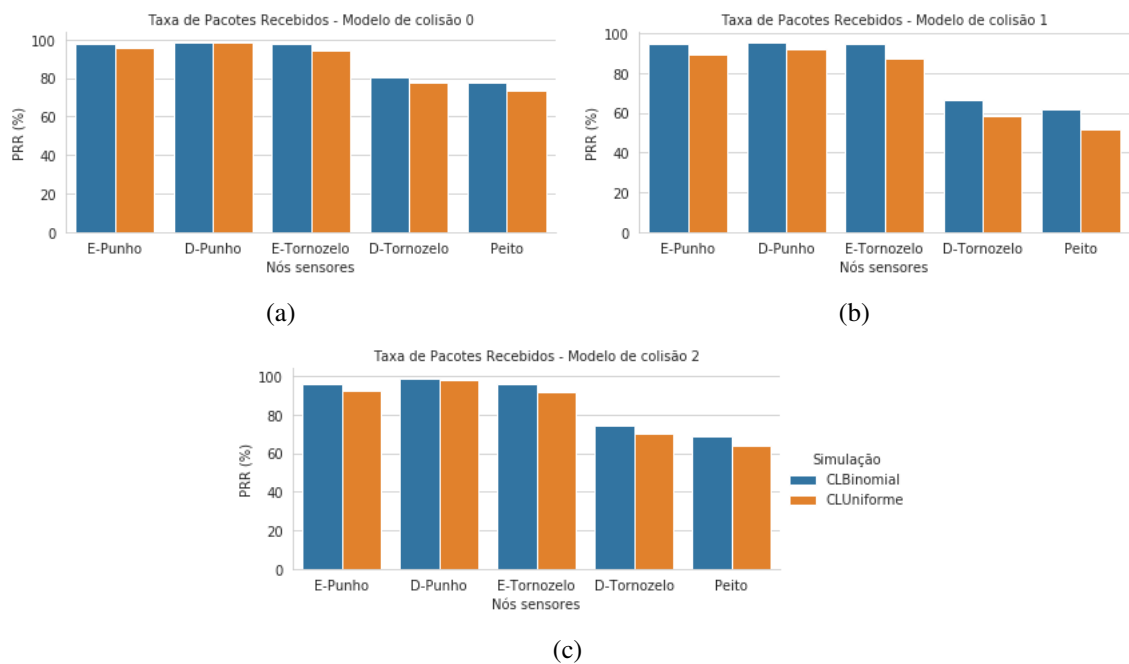 Taxa de Pacotes Recebidos - Modelo de colisão 0
100
80
60
40
20
0
PRR (%)
E-Punho D-Punho E-Tornozelo D-Tornozelo Peito
Nós sensores
(a)
Taxa de Pacotes Recebidos - Modelo de colisão 1
100
80
60
40
20
0
PRR (%)
E-Punho D-Punho E-Tornozelo D-Tornozelo Peito
Nós sensores
(b)
Taxa de Pacotes Recebidos - Modelo de colisão 2
100
80
60
40
20
0
PRR (%)
E-Punho D-Punho E-Tornozelo D-Tornozelo Peito
Nós sensores
Simulação
CLBinomial
CLUniforme
(c)